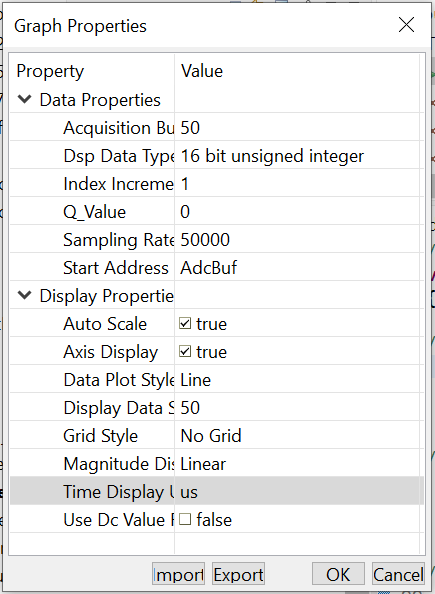 Graph Properties
Property Value
Data Properties
Acquisition Bu 50
Dsp Data Type 16 bit unsigned integer
Index Increme 1
Q_Value 0
Sampling Rate 50000
Start Address AdcBuf
Display Propertie
Auto Scale true
Axis Display true
Data Plot Style Line
Display Data S 50
Grid Style No Grid
Magnitude Dis Linear
Time Display U us
Use Dc Value F false
Import Export OK Cancel